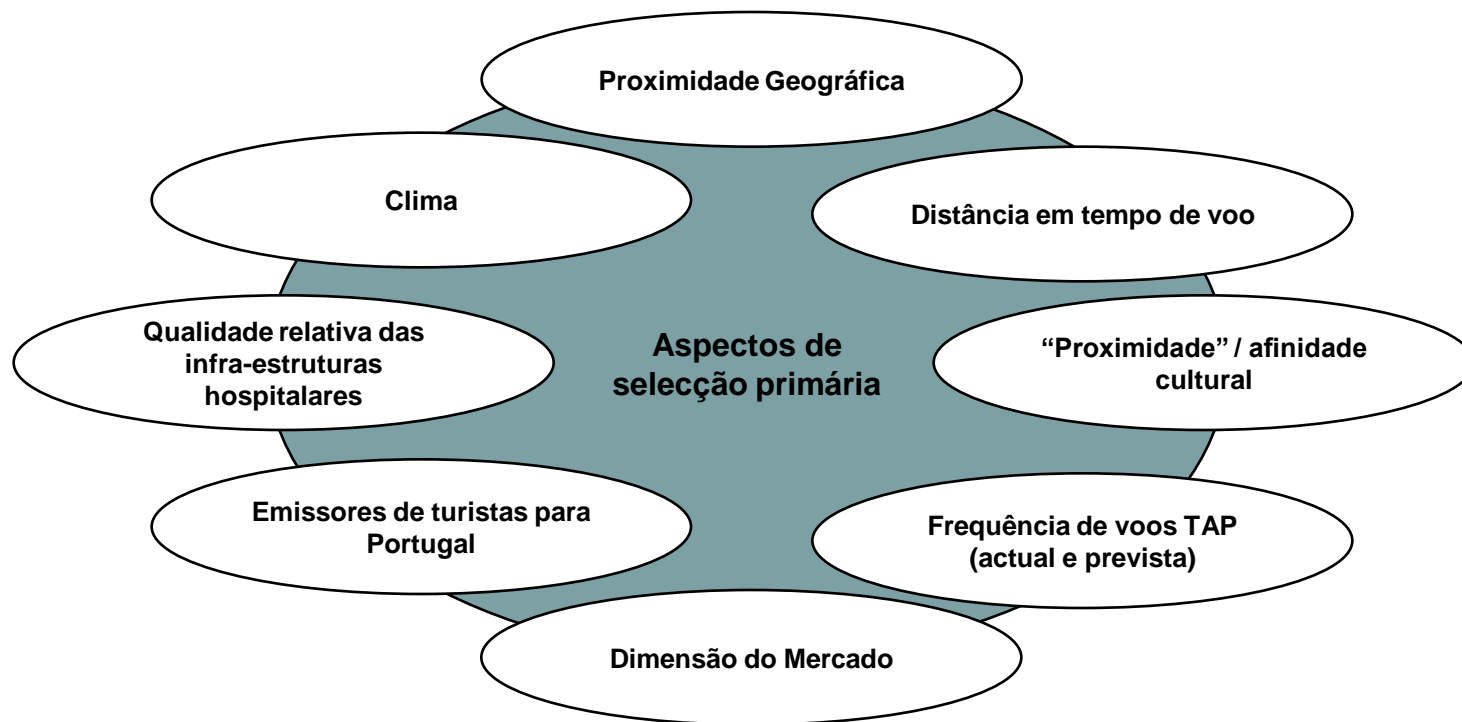 Proximidade Geográfica
Clima
Distância em tempo de voo
Qualidade relativa das
infra-estruturas
hospitalares
Aspectos de
selecção primária
“Proximidade” / afinidade
cultural
Emissores de turistas para
Portugal
Frequência de voos TAP
(actual e prevista)
Dimensão do Mercado